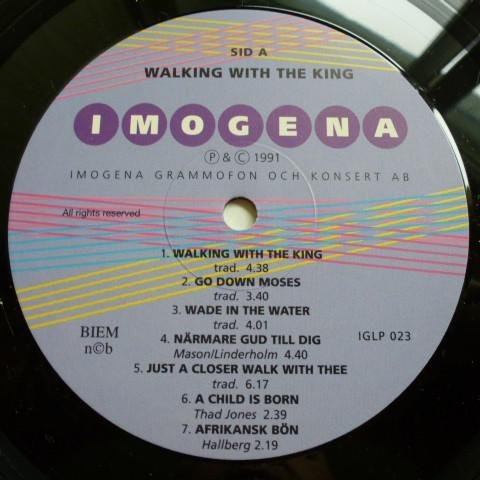 SID A
WALKING WITH THE KING
IMOGENA
Ⓟ & © 1991
IMOGENA GRAMMOFON OCH KONSERT AB
All rights reserved
1. WALKING WITH THE KING
trad. 4.38
2. GO DOWN MOSES
trad. 3.40
3. WADE IN THE WATER
trad. 4.01
BIEM
n©b
4. NÄRMARE GUD TILL DIG
Mason/Linderholm 4.40
IGLP 023
5. JUST A CLOSER WALK WITH THEE
trad. 6.17
6. A CHILD IS BORN
Thad Jones 2.39
7. AFRIKANSK BÖN
Hallberg 2.19